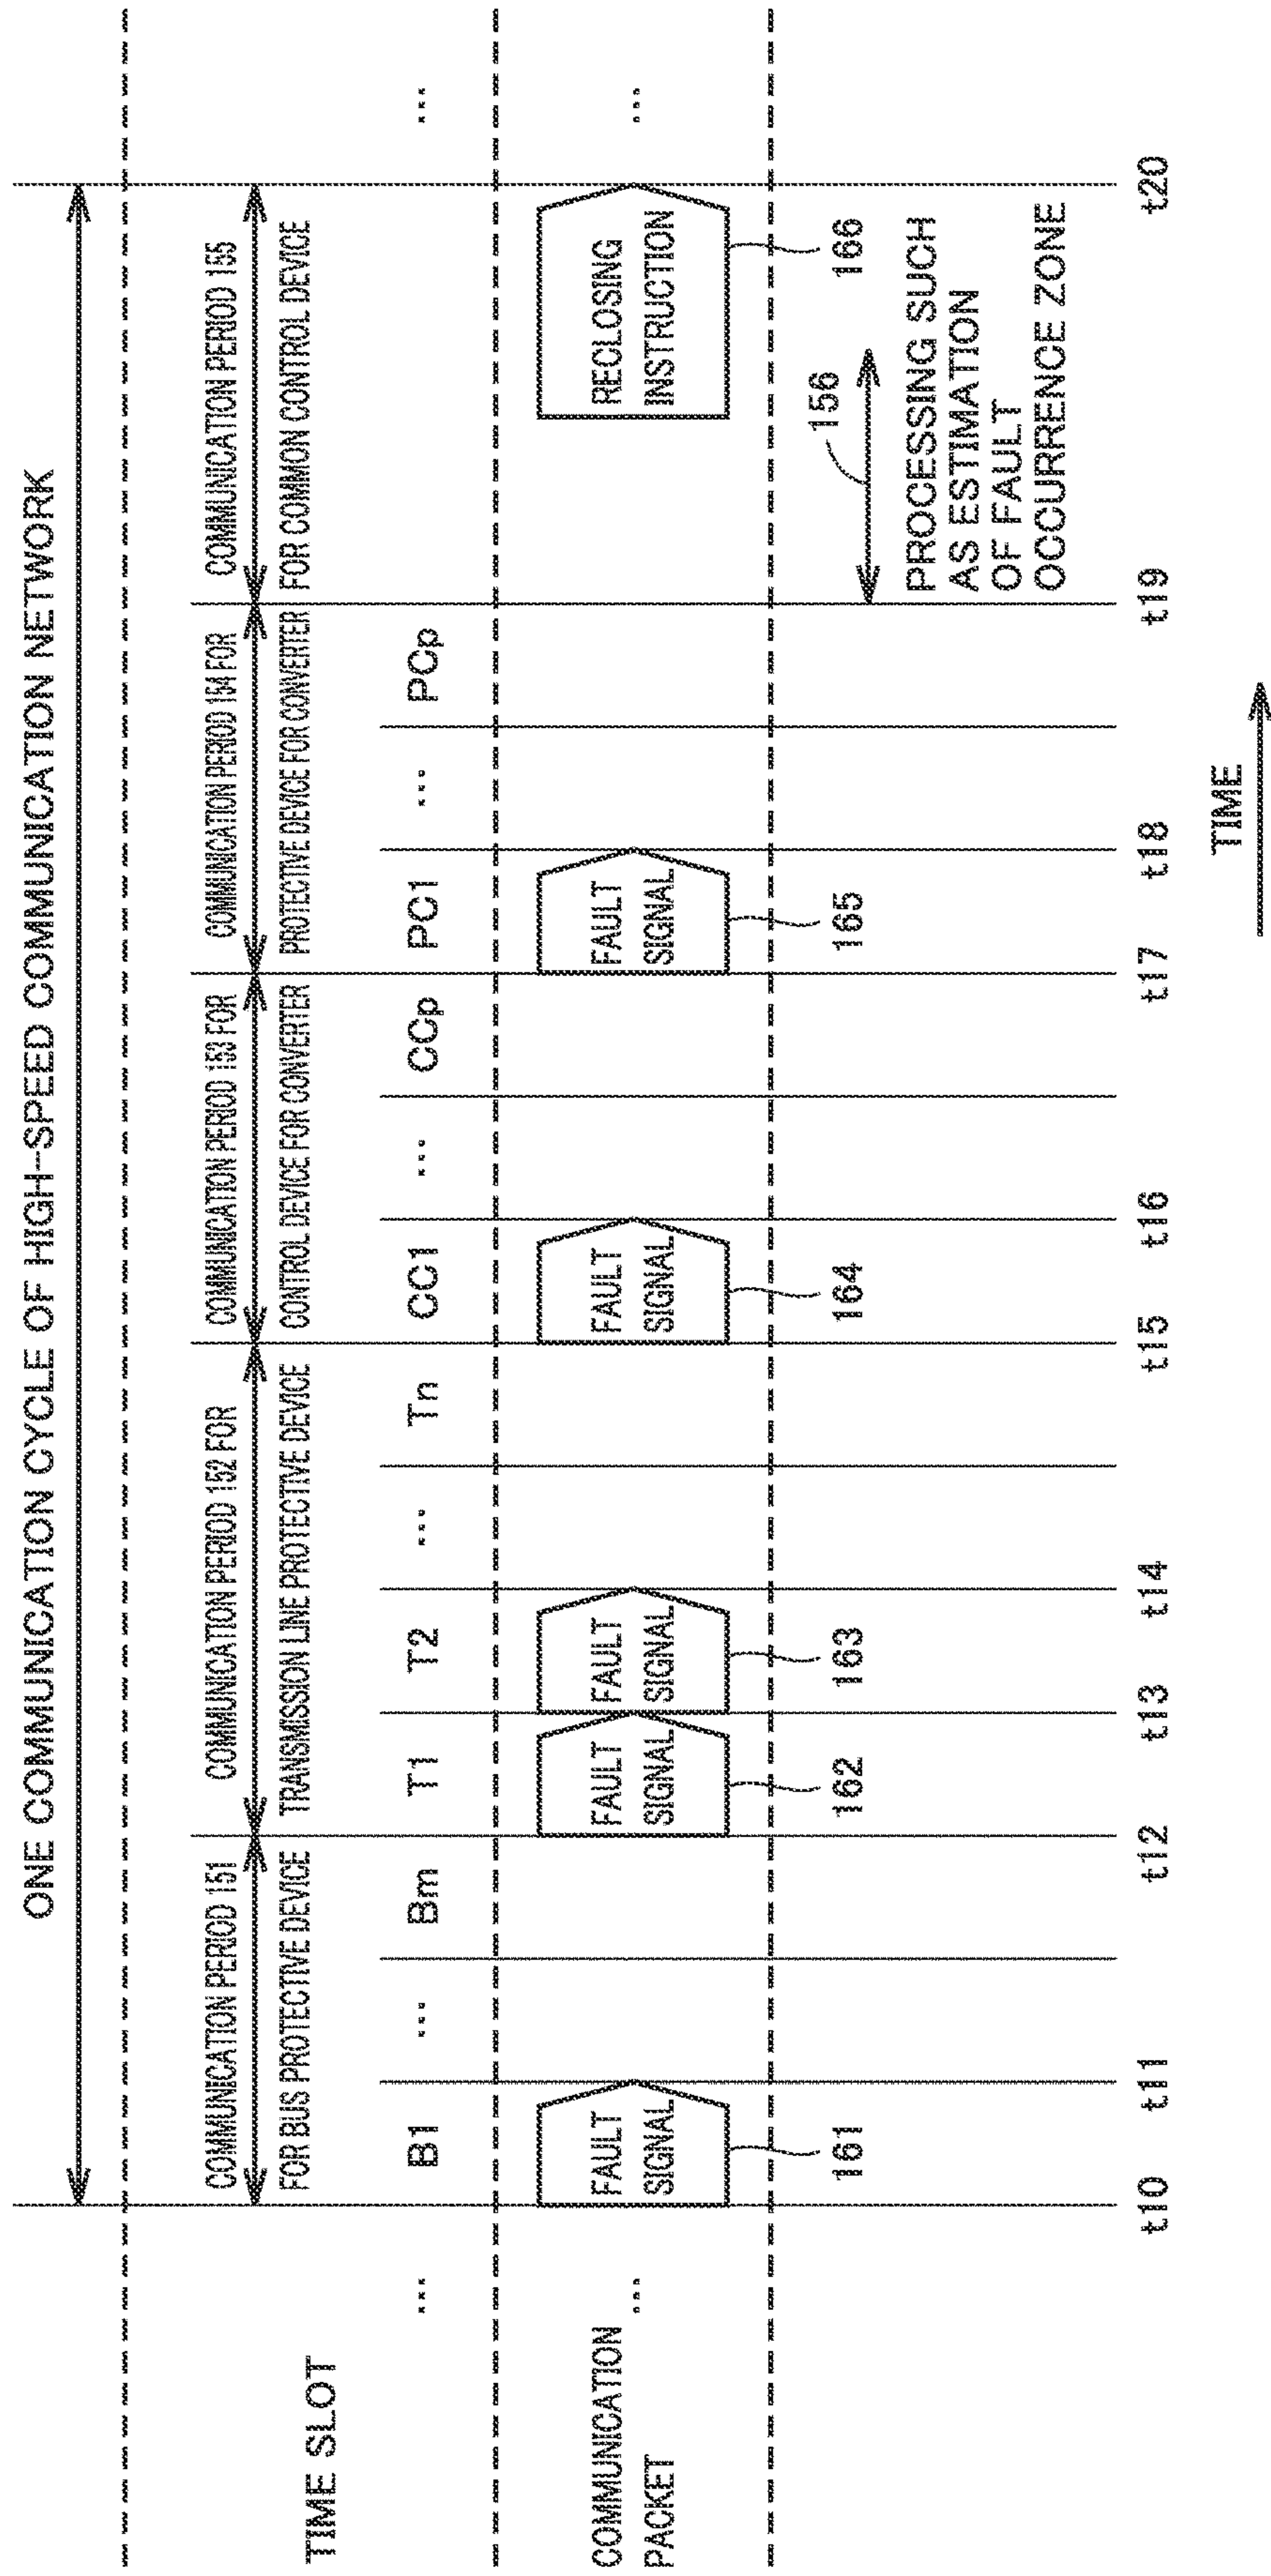 ONE COMMUNICATION CYCLE OF HIGH-SPEED COMMUNICATION NETWORK
TIME SLOT
COMMUNICATION PERIOD 151
FOR BUS PROTECTIVE DEVICE
COMMUNICATION PERIOD 152 FOR
TRANSMISSION LINE PROTECTIVE DEVICE
COMMUNICATION PERIOD 153 FOR
CONTROL DEVICE FOR CONVERTER
COMMUNICATION PERIOD 154 FOR
PROTECTIVE DEVICE FOR CONVERTER
COMMUNICATION PERIOD 155
FOR COMMON CONTROL DEVICE
... B1 ... Bm T1 T2 ... Tn CC1 ... CCp PC1 ... PCp ...
COMMUNICATION
PACKET
...
FAULT
SIGNAL
FAULT
SIGNAL
FAULT
SIGNAL
FAULT
SIGNAL
FAULT
SIGNAL
RECLOSING
INSTRUCTION
...
161 162 163 164 165 156 166
PROCESSING SUCH
AS ESTIMATION
OF FAULT
OCCURRENCE ZONE
t10 t11 t12 t13 t14 t15 t16 t17 t18 t19 t20
TIME